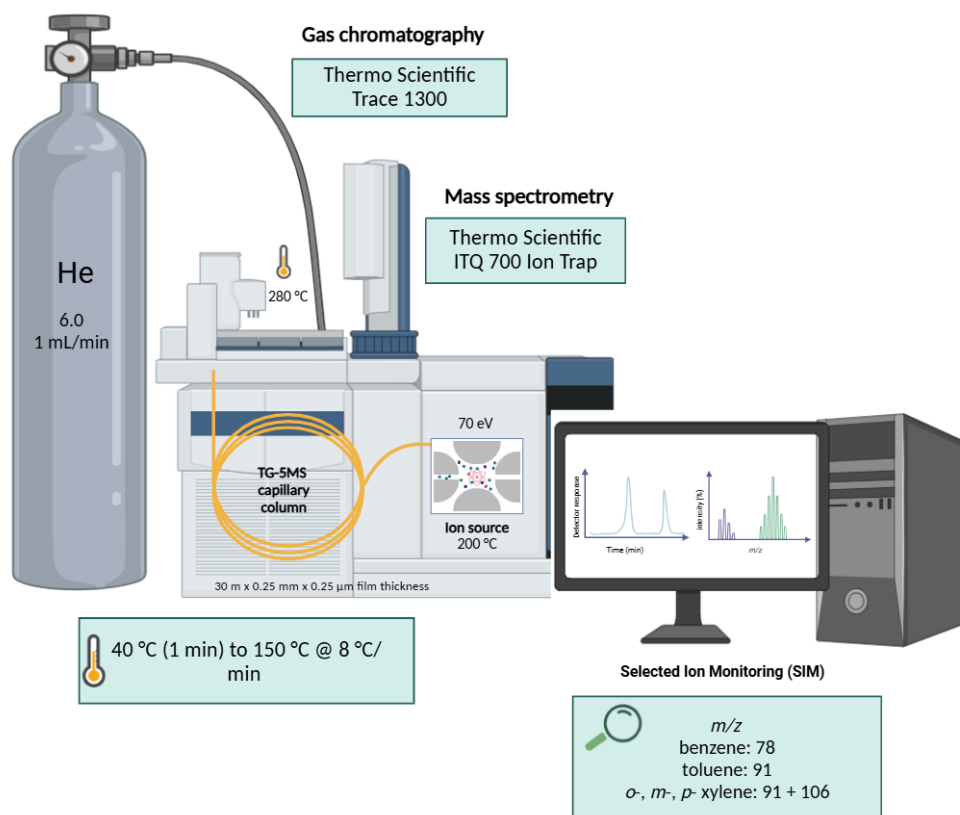 Gas chromatography
Thermo Scientific
Trace 1300
Mass spectrometry
Thermo Scientific
ITQ 700 Ion Trap
He
6.0
1 mL/min
280 °C
70 eV
TG-5MS
capillary
column
Ion source
200 °C
30 m x 0.25 mm x 0.25 µm film thickness
Detector response
Time (min)
intensity (%)
m/z
40 °C (1 min) to 150 °C @ 8 °C/
min
Selected Ion Monitoring (SIM)
m/z
benzene: 78
toluene: 91
o-, m-, p- xylene: 91 + 106